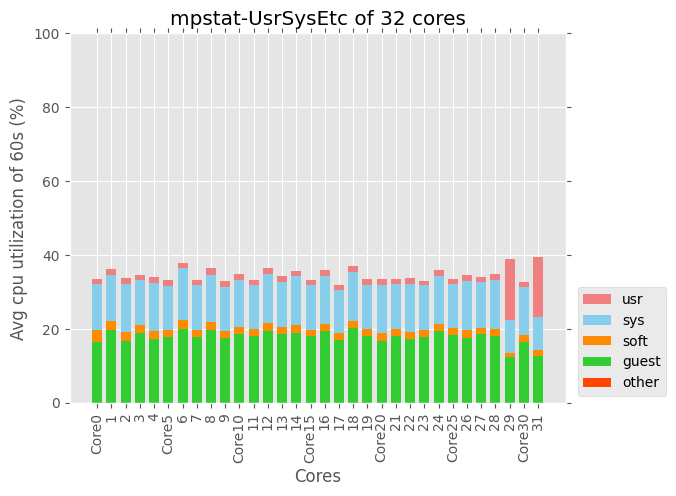 mpstat-UsrSysEtc of 32 cores
Avg cpu utilization of 60s (%)
100
80
60
40
20
0
usr
sys
soft
guest
other
Core0
1
2
3
4
Core5
6
7
8
9
Core10
11
12
13
14
Core15
16
17
18
19
Core20
21
22
23
24
Core25
26
27
28
29
Core30
31
Cores